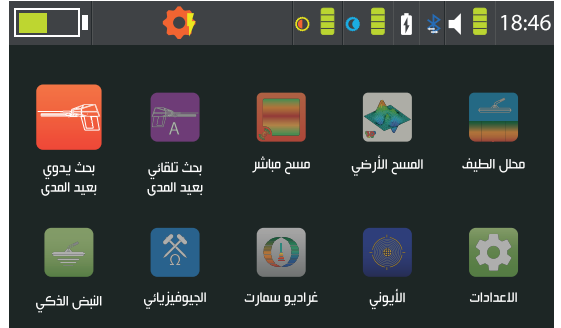 18:46
محلل الطيف
المسح الأرضي
مسح مباشر
بحث تلقائي
بعيد المدى
بحث يدوي
بعيد المدى
A
الاعدادات
الأيوني
غراديو سمارت
الجيوفيزيائي
النبض الذكي
Ω